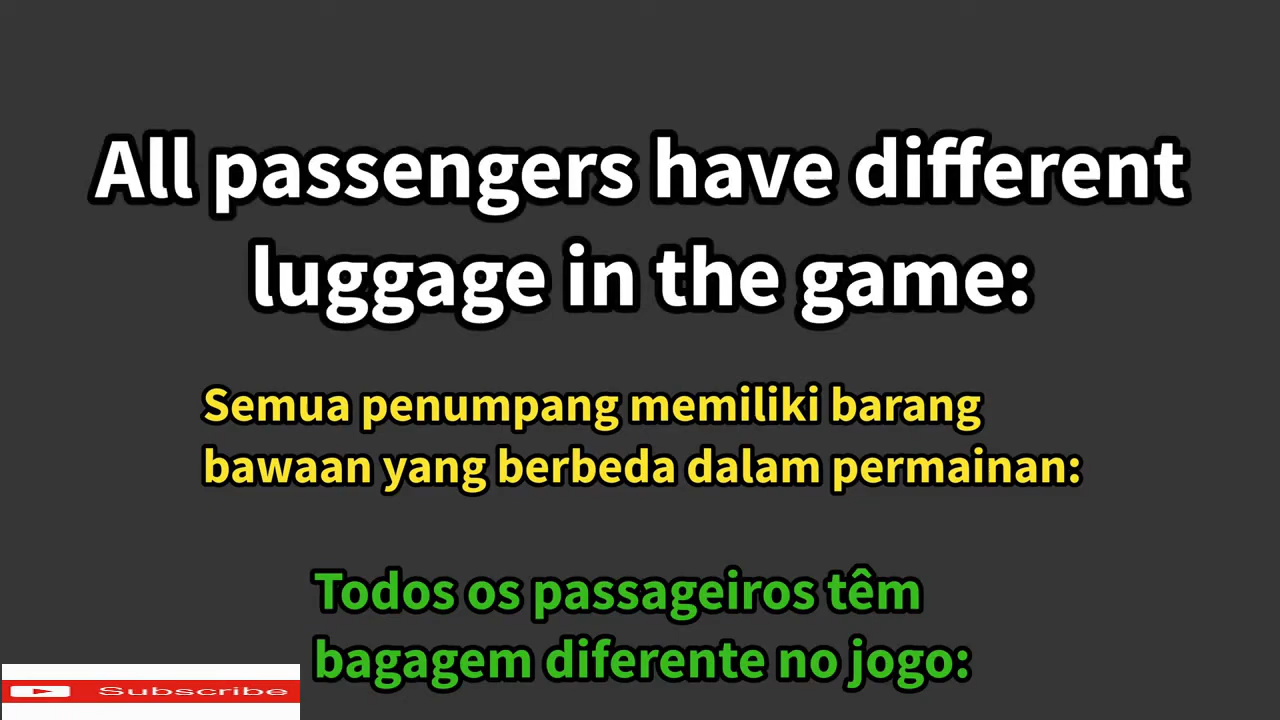 All passengers have different
luggage in the game:
Semua penumpang memiliki barang
bawaan yang berbeda dalam permainan:
Todos os passageiros têm
bagagem diferente no jogo:
Subscribe